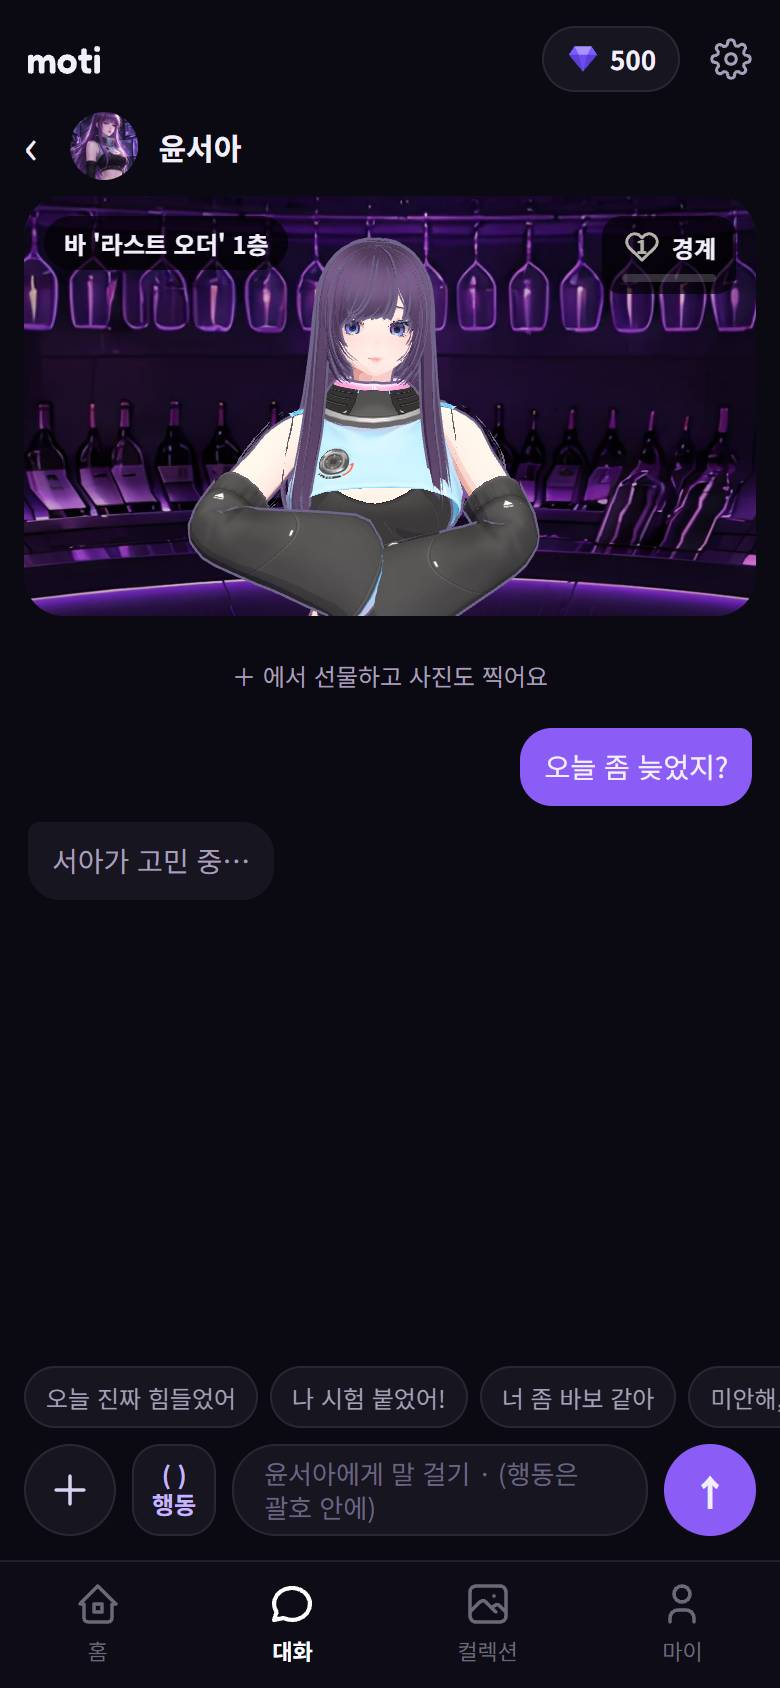 moti
500
윤서아
바 '라스트 오더' 1층
1 경계
+ 에서 선물하고 사진도 찍어요
오늘 좀 늦었지?
서아가 고민 중…
오늘 진짜 힘들었어
나 시험 붙었어!
너 좀 바보 같아
미안해,
( )
행동
윤서아에게 말 걸기 · (행동은
괄호 안에)
홈
대화
컬렉션
마이